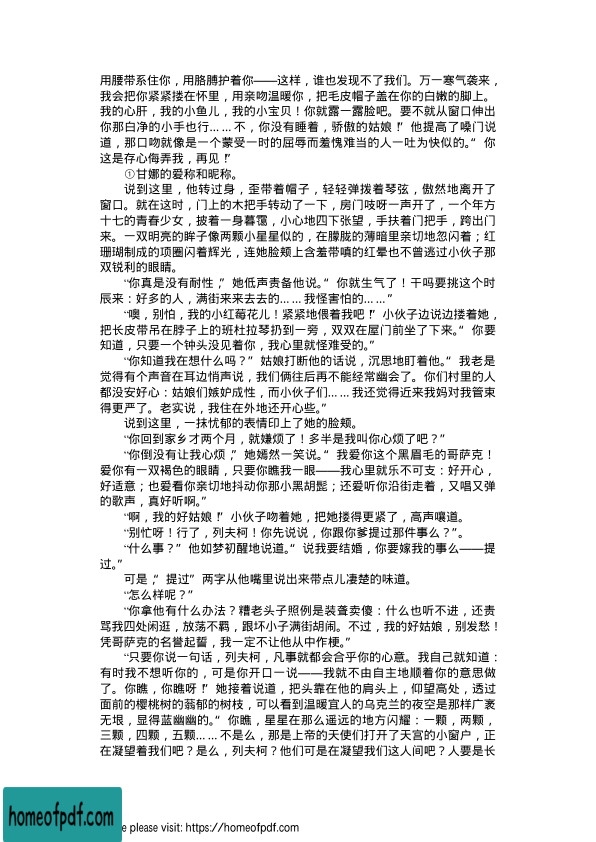 用腰带系住你，用胳膊护着你——这样，谁也发现不了我们。万一寒气袭来，
我会把你紧紧搂在怀里，用亲吻温暖你，把毛皮帽子盖在你的白嫩的脚上。
我的心肝，我的小鱼儿，我的小宝贝！你就露一露脸吧。要不就从窗口伸出
你那白净的小手也行……不，你没有睡着，骄傲的姑娘！”他提高了嗓门说
道，那口吻就像是一个蒙受一时的屈辱而羞愧难当的人一吐为快似的。“你
这是存心侮弄我，再见！”
①甘娜的爱称和昵称。
说到这里，他转过身，歪带着帽子，轻轻弹拨着琴弦，傲然地离开了
窗口。就在这时，门上的木把手转动了一下，房门吱呀一声开了，一个年方
十七的青春少女，披着一身暮霭，小心地四下张望，手扶着门把手，跨出门
来。一双明亮的眸子像两颗小星星似的，在朦胧的薄暗里亲切地忽闪着；红
珊瑚制成的项圈闪着辉光，连她脸颊上含羞带嗔的红晕也不曾逃过小伙子那
双锐利的眼睛。
“你真是没有耐性，”她低声责备他说。“你就生气了！干吗要挑这个时
辰来：好多的人，满街来来去去的……我怪害怕的……”
“噢，别怕，我的小红莓花儿！紧紧地偎着我吧！”小伙子边说边搂着她，
把长皮带吊在脖子上的班杜拉琴扔到一旁，双双在屋门前坐了下来。“你要
知道，只要一个钟头没见着你，我心里就怪难受的。”
“你知道我在想什么吗？”姑娘打断他的话说，沉思地盯着他。“我老是
觉得有个声音在耳边悄声说，我们俩往后再不能经常幽会了。你们村里的人
都没安好心：姑娘们嫉妒成性，而小伙子们……我还觉得近来我妈对我管束
得更严了。老实说，我住在外地还开心些。”
说到这里，一抹忧郁的表情印上了她的脸颊。
“你回到家乡才两个月，就嫌烦了！多半是我叫你心烦了吧？”
“你倒没有让我心烦，”她嫣然一笑说。“我爱你这个黑眉毛的哥萨克！
爱你有一双褐色的眼睛，只要你瞧我一眼——我心里就乐不可支：好开心，
好适意；也爱看你亲切地抖动你那小黑胡髭；还爱听你沿街走着，又唱又弹
的歌声，真好听啊。”
“啊，我的好姑娘！”小伙子吻着她，把她搂得更紧了，高声嚷道。
“别忙呀！行了，列夫柯！你先说说，你跟你爹提过那件事么？”。
“什么事？”他如梦初醒地说道。“说我要结婚，你要嫁我的事么——提
过。”
可是，“提过”两字从他嘴里说出来带点儿凄楚的味道。
“怎么样呢？”
“你拿他有什么办法？糟老头子照例是装聋卖傻：什么也听不进，还责
骂我四处闲逛，放荡不羁，跟坏小子满街胡闹。不过，我的好姑娘，别发愁！
凭哥萨克的名誉起誓，我一定不让他从中作梗。”
“只要你说一句话，列夫柯，凡事就都会合乎你的心意。我自己就知道：
有时我不想听你的，可是你开口一说——我就不由自主地顺着你的意思做
了。你瞧，你瞧呀！”她接着说道，把头靠在他的肩头上，仰望高处，透过
面前的樱桃树的蓊郁的树枝，可以看到温暖宜人的乌克兰的夜空是那样广袤
无垠，显得蓝幽幽的。“你瞧，星星在那么遥远的地方闪耀：一颗，两颗，
三颗，四颗，五颗……不是么，那是上帝的天使们打开了天宫的小窗户，正
在凝望着我们吧？是么，列夫柯？他们可是在凝望我们这人间吧？人要是长
homeofpdf.com
e please visit: https://homeofpdf.com